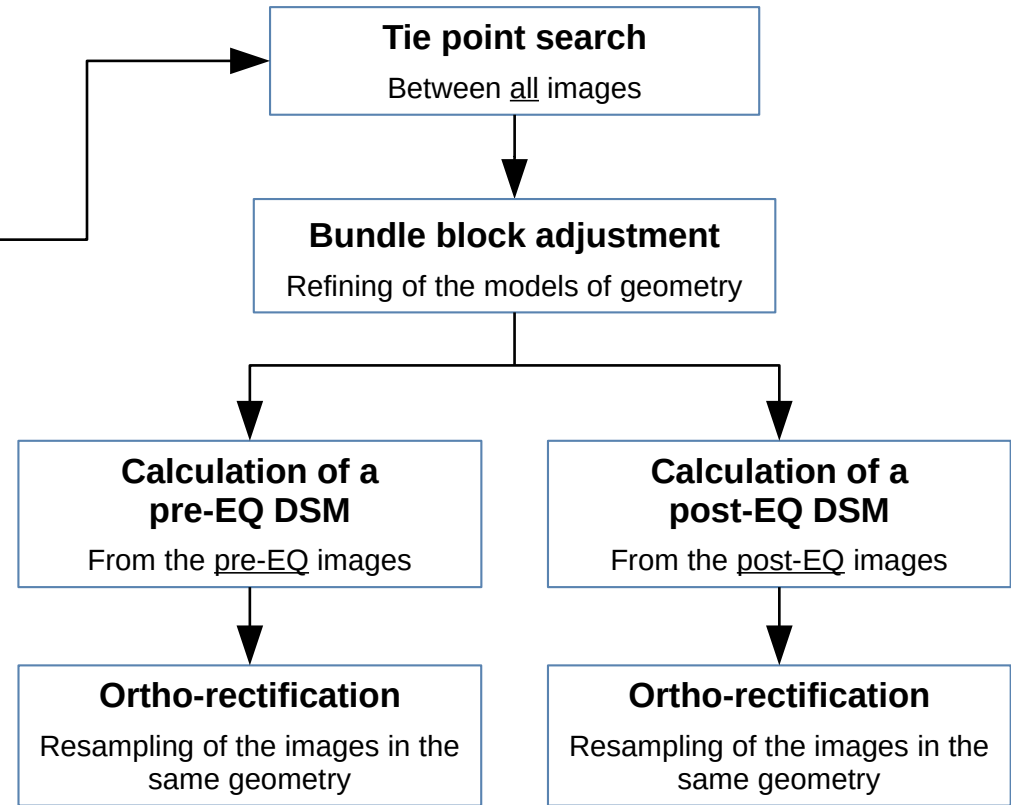 Tie point search
Between all images
Bundle block adjustment
Refining of the models of geometry
Calculation of a
pre-EQ DSM
From the pre-EQ images
Calculation of a
post-EQ DSM
From the post-EQ images
Ortho-rectification
Resampling of the images in the
same geometry
Ortho-rectification
Resampling of the images in the
same geometry